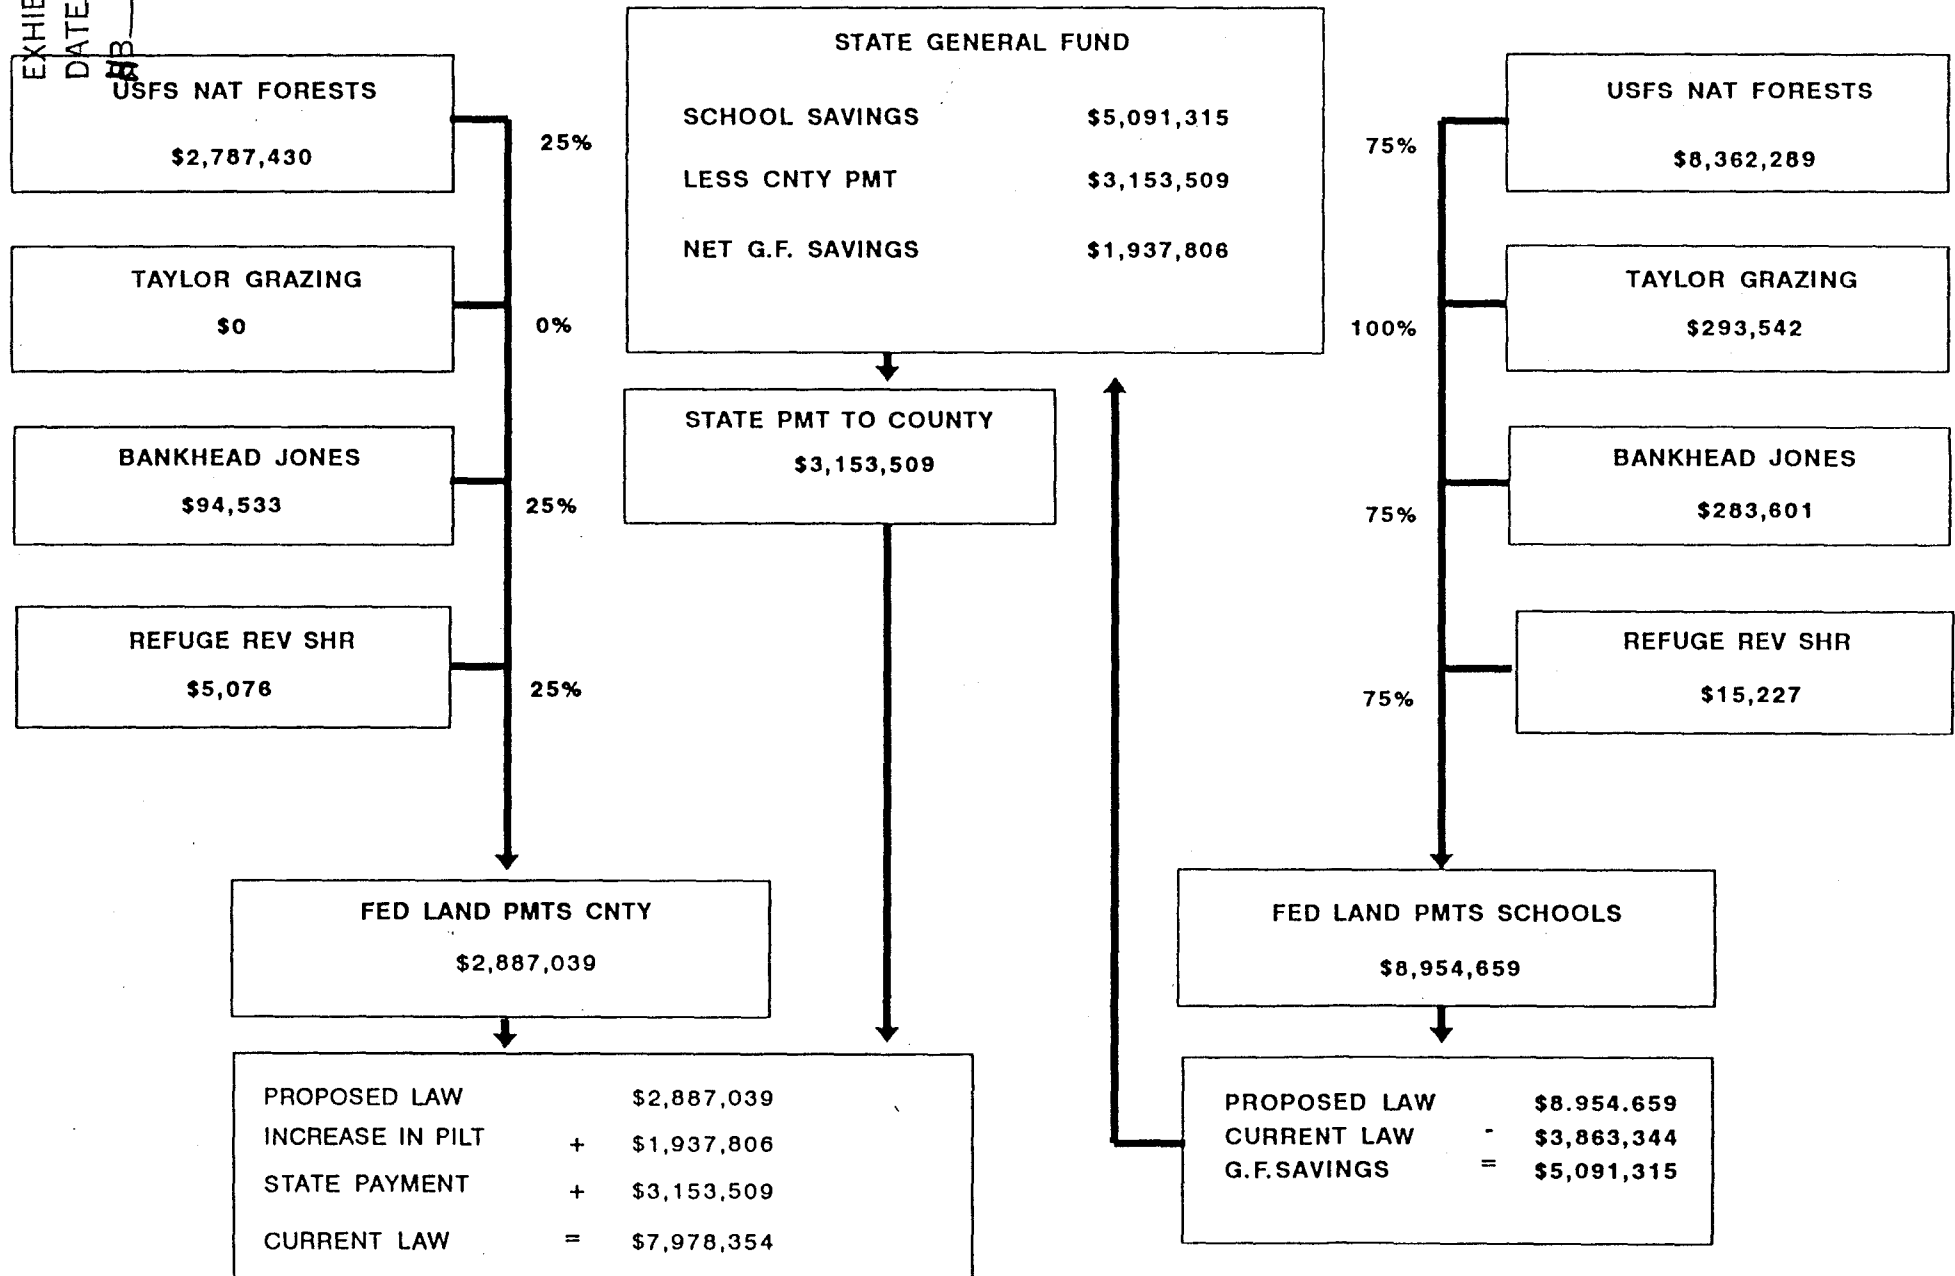 EXHIB
DATE
HB
USFS NAT FORESTS
$2,787,430
25%
TAYLOR GRAZING
$0
0%
BANKHEAD JONES
$94,533
25%
REFUGE REV SHR
$5,076
25%
STATE GENERAL FUND
SCHOOL SAVINGS $5,091,315
LESS CNTY PMT $3,153,509
NET G.F. SAVINGS $1,937,806
STATE PMT TO COUNTY
$3,153,509
USFS NAT FORESTS
75%
$8,362,289
TAYLOR GRAZING
100%
$293,542
BANKHEAD JONES
75%
$283,601
REFUGE REV SHR
75%
$15,227
FED LAND PMTS CNTY
$2,887,039
FED LAND PMTS SCHOOLS
$8,954,659
PROPOSED LAW $2,887,039
INCREASE IN PILT + $1,937,806
STATE PAYMENT + $3,153,509
CURRENT LAW = $7,978,354
PROPOSED LAW $8.954.659
CURRENT LAW - $3,863,344
G.F.SAVINGS = $5,091,315